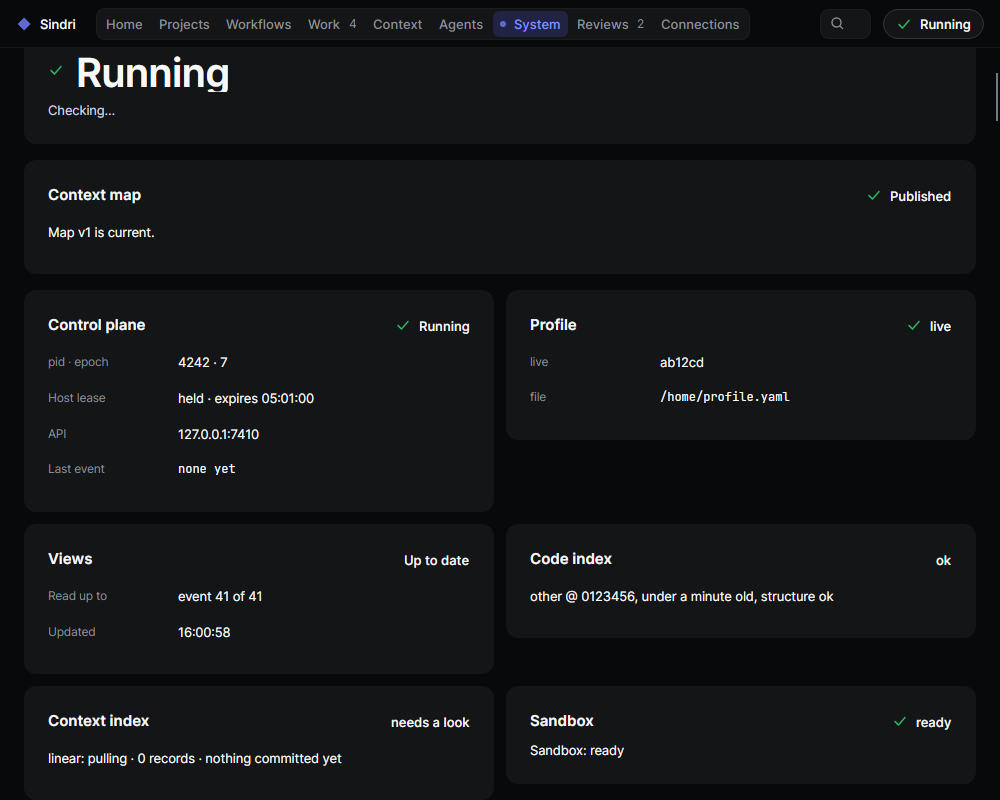 Sindri Home Projects Workflows Work 4 Context Agents System Reviews 2 Connections Running
Running
Checking...
Context map Published
Map v1 is current.
Control plane Running
pid · epoch 4242 · 7
Host lease held · expires 05:01:00
API 127.0.0.1:7410
Last event none yet
Profile live
live ab12cd
file /home/profile.yaml
Views Up to date
Read up to event 41 of 41
Updated 16:00:58
Code index ok
other @ 0123456, under a minute old, structure ok
Context index needs a look
linear: pulling · 0 records · nothing committed yet
Sandbox ready
Sandbox: ready